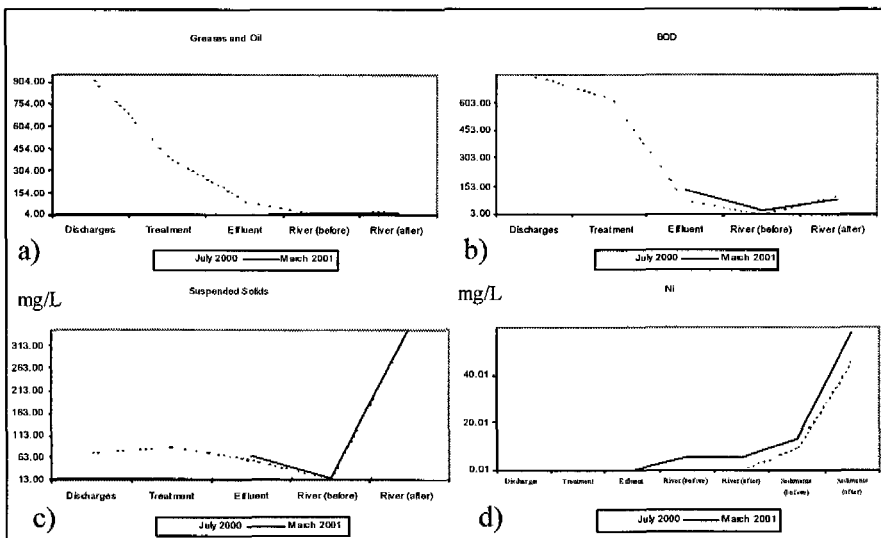 Greases and Oil
904.00
754.00
604.00
454.00
304.00
154.00
4.00
Discharges Treatment Effluent River (before) River (after)
a)
July 2000 March 2001
BOD
603.00
453.00
303.00
153.00
3.00
Discharges Treatment Effluent River (before) River (after)
b)
July 2000 March 2001
mg/L
Suspended Solids
313.00
263.00
213.00
163.00
113.00
63.00
13.00
Discharges Treatment Effluent River (before) River (after)
c)
July 2000 March 2001
mg/L
Ni
40.01
20.01
0.01
Discharge Treatment Effluent River (before) River (after) Sediments (before) Sediments (after)
d)
July 2000 March 2001